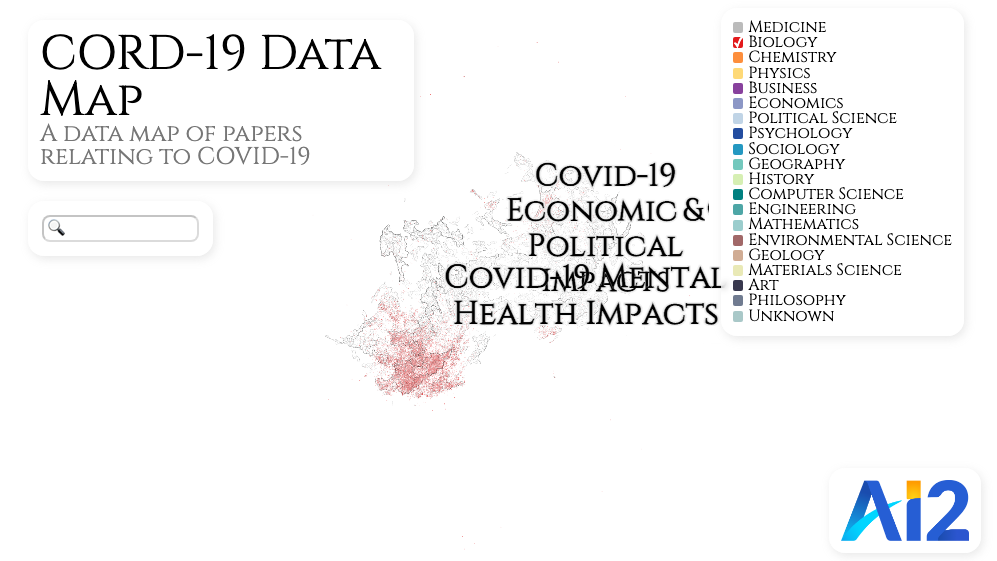 CORD-19 Data
Map
A data map of papers
relating to COVID-19
Covid-19
Economic &
Political
Impacts
Covid-19 Mental
Health Impacts
Medicine
Biology
Chemistry
Physics
Business
Economics
Political Science
Psychology
Sociology
Geography
History
Computer Science
Engineering
Mathematics
Environmental Science
Geology
Materials Science
Art
Philosophy
Unknown
Ai2